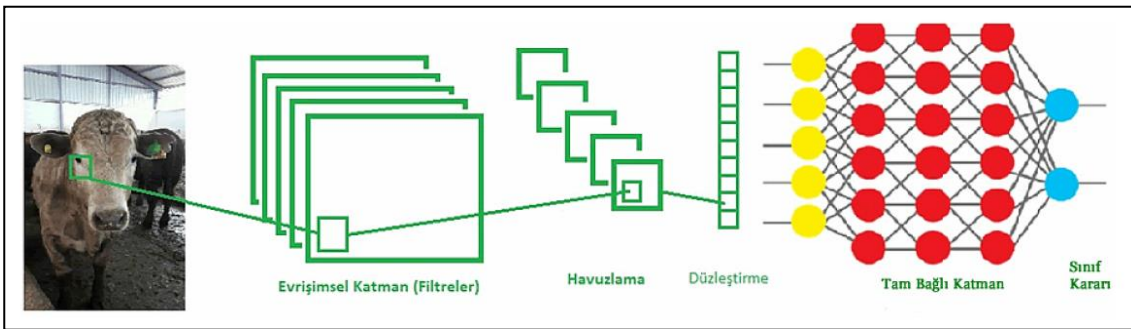 Evrişimsel Katman (Filtreler)
Havuzlama
Düzleştirme
Tam Bağlı Katman
Sınıf
Kararı